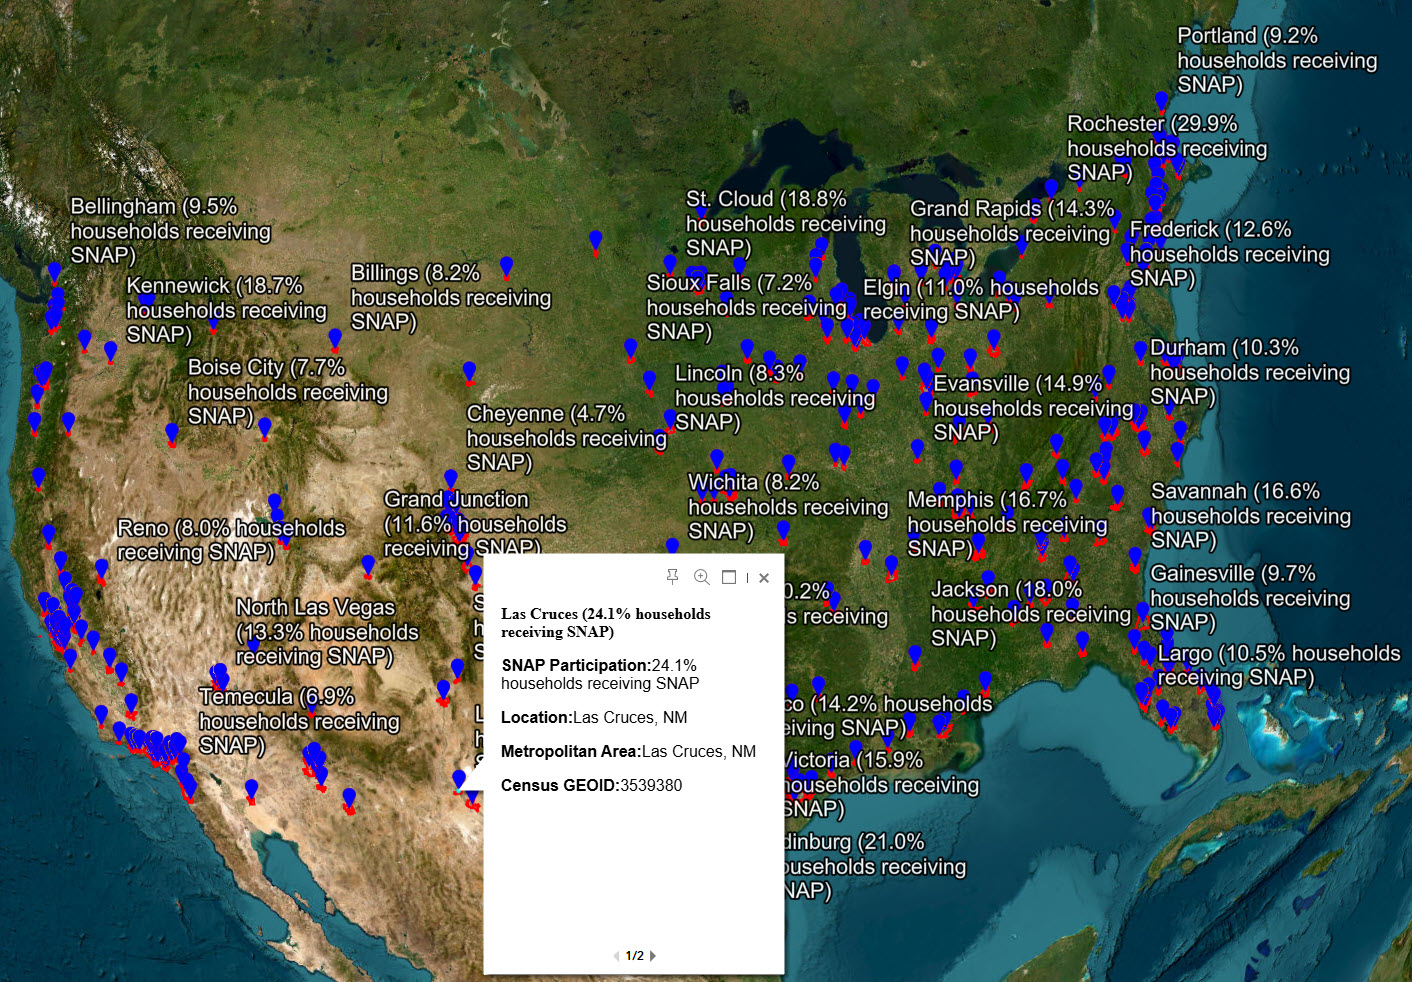 Portland (9.2%
households receiving
SNAP)
Rochester (29.9%
households receiving
SNAP)
Bellingham (9.5%
households receiving
SNAP)
St. Cloud (18.8%
households receiving
SNAP)
Grand Rapids (14.3%
households receiving
SNAP)
Frederick (12.6%
households receiving
SNAP)
Kennewick (18.7%
households receiving
SNAP)
Billings (8.2%
households receiving
SNAP)
Sioux Falls (7.2%
households receiving
SNAP)
Elgin (11.0% households
receiving SNAP)
Boise City (7.7%
households receiving
SNAP)
Lincoln (8.3%
households receiving
SNAP)
Evansville (14.9%
households receiving
SNAP)
Durham (10.3%
households receiving
SNAP)
Cheyenne (4.7%
households receiving
SNAP)
Grand Junction
(11.6% households
receiving SNAP)
Reno (8.0% households
receiving SNAP)
Wichita (8.2%
households receiving
SNAP)
Memphis (16.7%
households receiving
SNAP)
Savannah (16.6%
households receiving
SNAP)
North Las Vegas
(13.3% households
receiving SNAP)
0.2%
s receiving
Jackson (18.0%
households receiving
SNAP)
Gainesville (9.7%
households receiving
SNAP)
Largo (10.5% households
receiving SNAP)
Temecula (6.9%
households receiving
SNAP)
co (14.2% households
eiving SNAP)
Victoria (15.9%
households receiving
SNAP)
dinburg (21.0%
households receiving
NAP)
Las Cruces (24.1% households
receiving SNAP)
SNAP Participation:24.1%
households receiving SNAP
Location:Las Cruces, NM
Metropolitan Area:Las Cruces, NM
Census GEOID:3539380
1/2